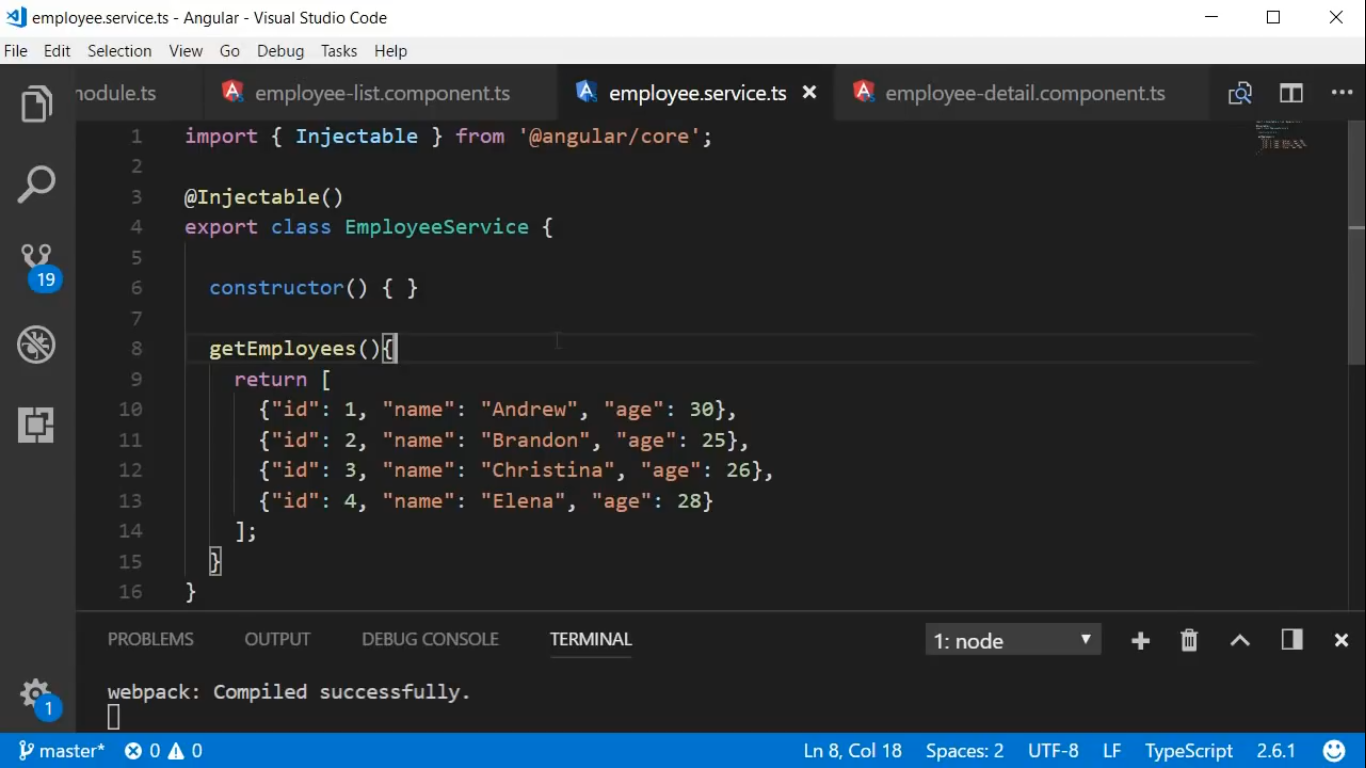 employee.service.ts - Angular - Visual Studio Code
File Edit Selection View Go Debug Tasks Help
nodule.ts employee-list.component.ts employee.service.ts employee-detail.component.ts
1 import { Injectable } from '@angular/core';
2
3 @Injectable()
4 export class EmployeeService {
5
6 constructor() { }
7
8 getEmployees(){
9 return [
10 {"id": 1, "name": "Andrew", "age": 30},
11 {"id": 2, "name": "Brandon", "age": 25},
12 {"id": 3, "name": "Christina", "age": 26},
13 {"id": 4, "name": "Elena", "age": 28}
14 ];
15 }
16 }
19
1
PROBLEMS OUTPUT DEBUG CONSOLE TERMINAL 1: node
webpack: Compiled successfully.
master* 0 0 Ln 8, Col 18 Spaces: 2 UTF-8 LF TypeScript 2.6.1